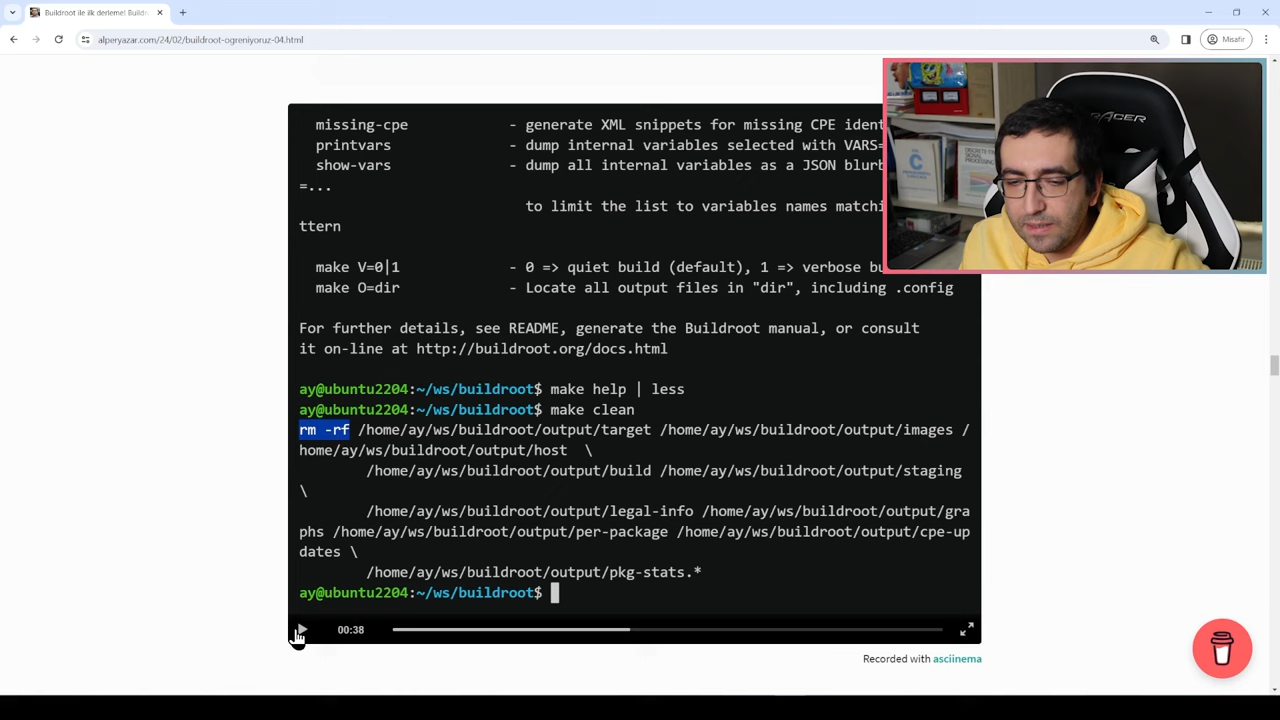 Buildroot ile ilk derleme! Buildr
alperyazar.com/24/02/buildroot-ogreniyoruz-04.html
Misafir
missing-cpe - generate XML snippets for missing CPE ident
printvars - dump internal variables selected with VARS=
show-vars - dump all internal variables as a JSON blurb
=...
to limit the list to variables names matchi
ttern
make V=0|1 - 0 => quiet build (default), 1 => verbose bu
make O=dir - Locate all output files in "dir", including .config
For further details, see README, generate the Buildroot manual, or consult
it on-line at http://buildroot.org/docs.html
ay@ubuntu2204:~/ws/buildroot$ make help | less
ay@ubuntu2204:~/ws/buildroot$ make clean
rm -rf /home/ay/ws/buildroot/output/target /home/ay/ws/buildroot/output/images /
home/ay/ws/buildroot/output/host \
/home/ay/ws/buildroot/output/build /home/ay/ws/buildroot/output/staging
\
/home/ay/ws/buildroot/output/legal-info /home/ay/ws/buildroot/output/gra
phs /home/ay/ws/buildroot/output/per-package /home/ay/ws/buildroot/output/cpe-up
dates \
/home/ay/ws/buildroot/output/pkg-stats.*
ay@ubuntu2204:~/ws/buildroot$
00:38
Recorded with asciinema